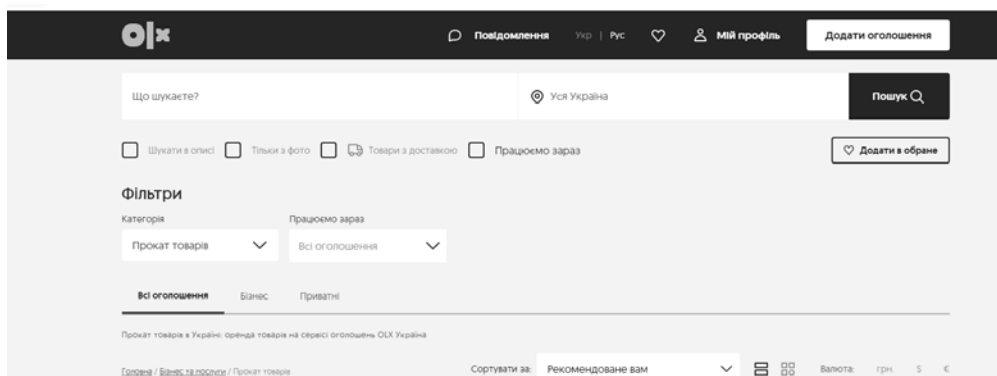 olx Повідомлення Укр | Рус Мій профіль Додати оголошення
Що шукаєте? Уся Україна Пошук
Шукати в описі Тільки з фото Товари з доставкою Працюємо зараз Додати в обране
Фільтри
Категорія Працюємо зараз
Прокат товарів Всі оголошення
Всі оголошення Бізнес Приватні
Прокат товарів в Україні: оренда товарів на сервісі оголошень OLX Україна
Головна / Бізнес та послуги / Прокат товарів Сортувати за: Рекомендоване вам Валюта: грн. $ €